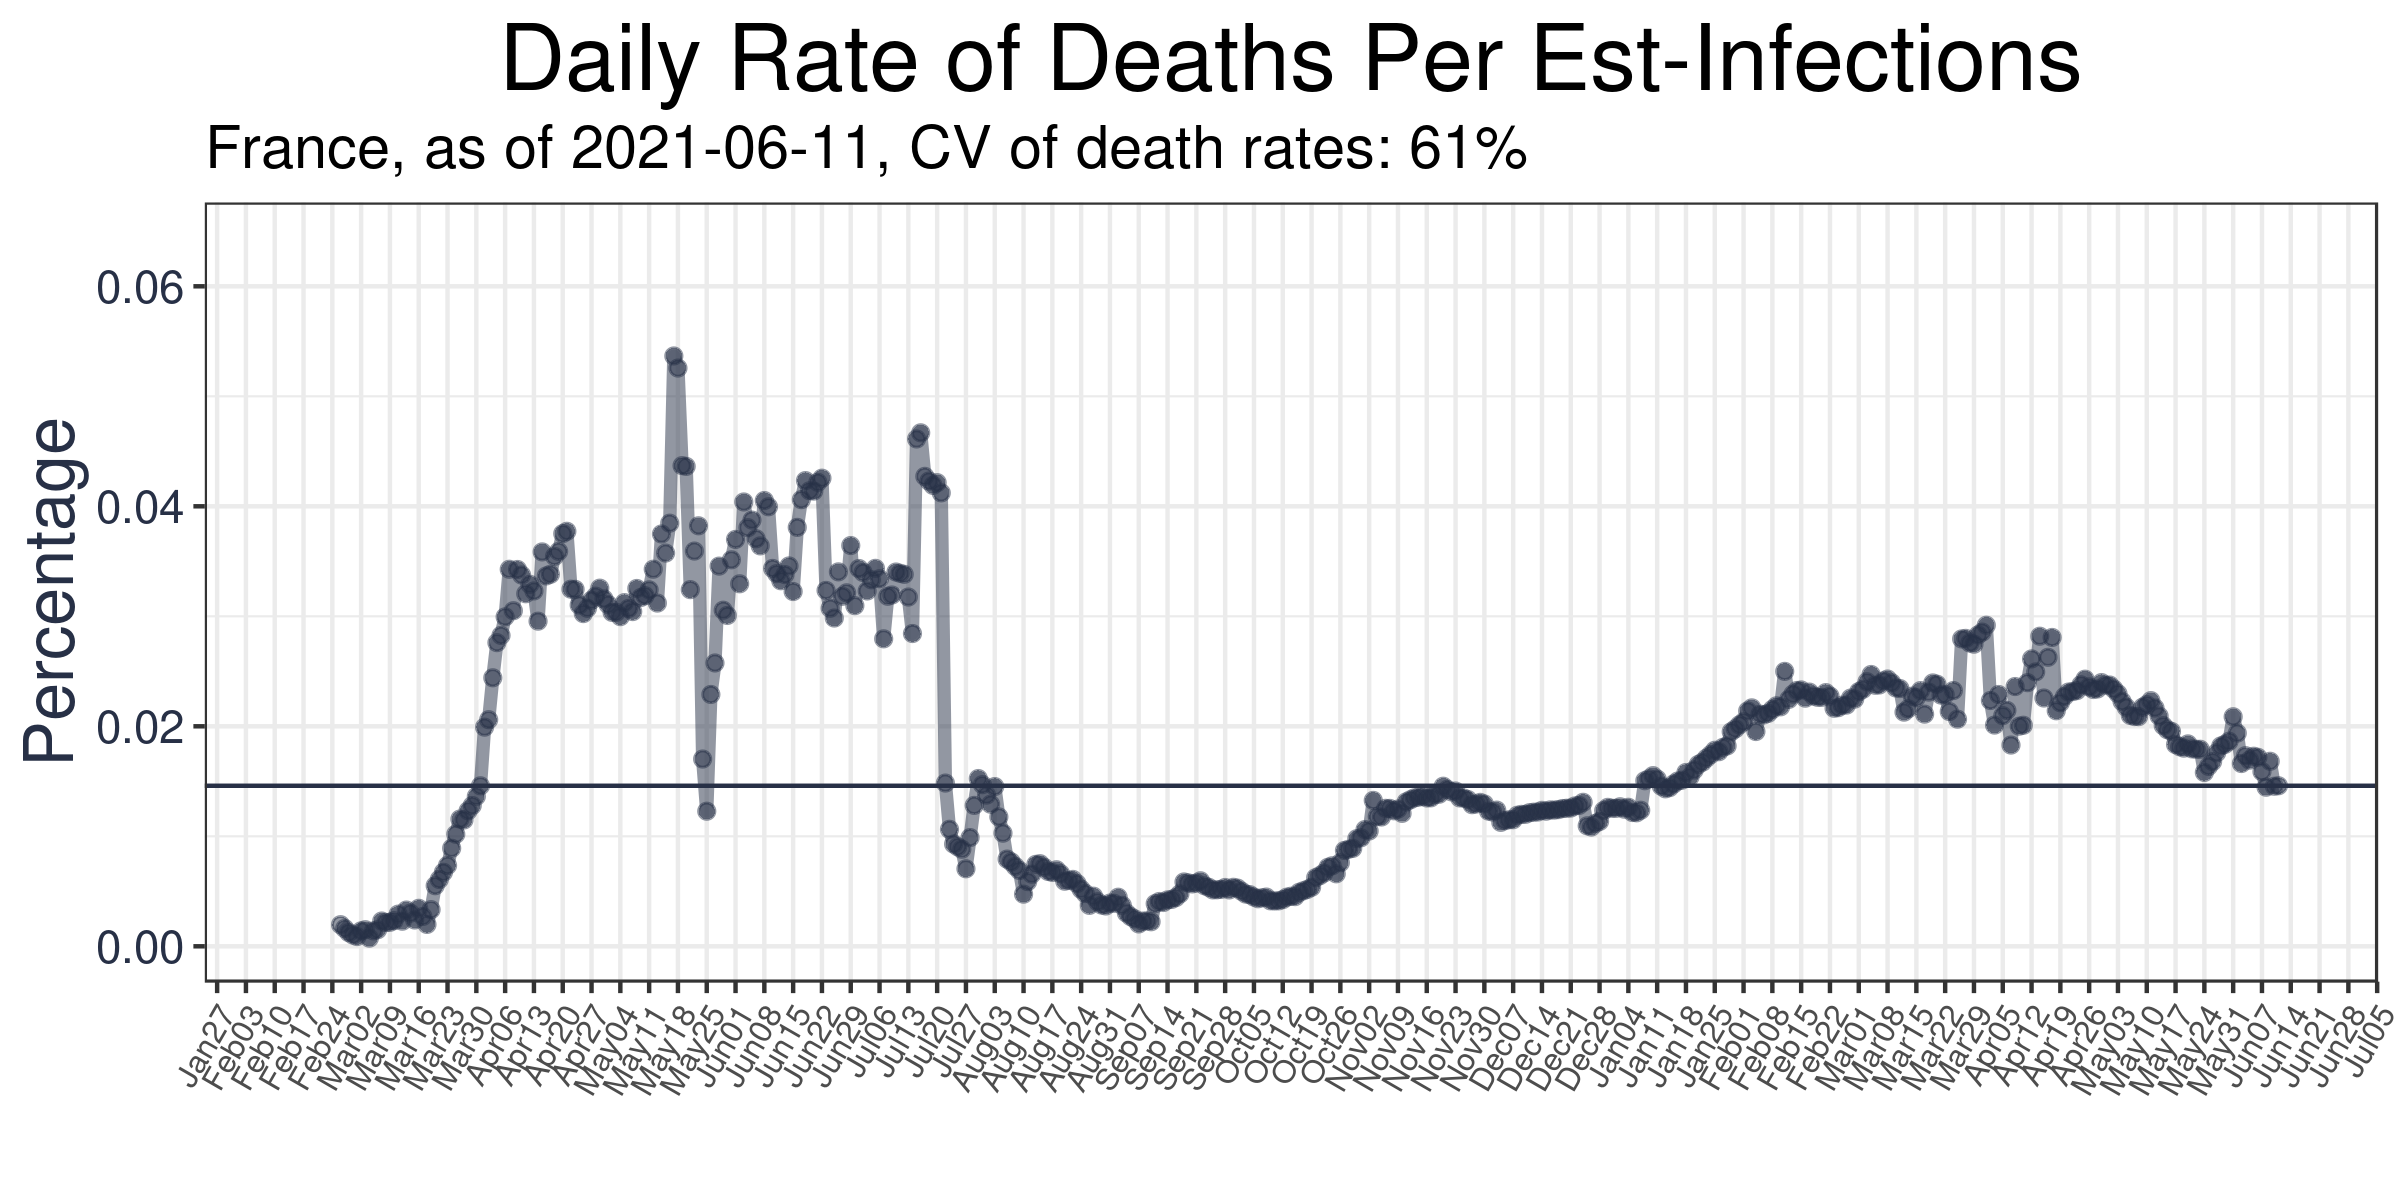 Daily Rate of Deaths Per Est-Infections
France, as of 2021-06-11, CV of death rates: 61%
Percentage
0.06
0.04
0.02
0.00
Jan27
Feb03
Feb10
Feb17
Feb24
Mar02
Mar09
Mar16
Mar23
Mar30
Apr06
Apr13
Apr20
Apr27
May04
May11
May18
May25
Jun01
Jun08
Jun15
Jun22
Jun29
Jul06
Jul13
Jul20
Jul27
Aug03
Aug10
Aug17
Aug24
Aug31
Sep07
Sep14
Sep21
Sep28
Oct05
Oct12
Oct19
Oct26
Nov02
Nov09
Nov16
Nov23
Nov30
Dec07
Dec14
Dec21
Dec28
Jan04
Jan11
Jan18
Jan25
Feb01
Feb08
Feb15
Feb22
Mar01
Mar08
Mar15
Mar22
Mar29
Apr05
Apr12
Apr19
Apr26
May03
May10
May17
May24
May31
Jun07
Jun14
Jun21
Jun28
Jul05